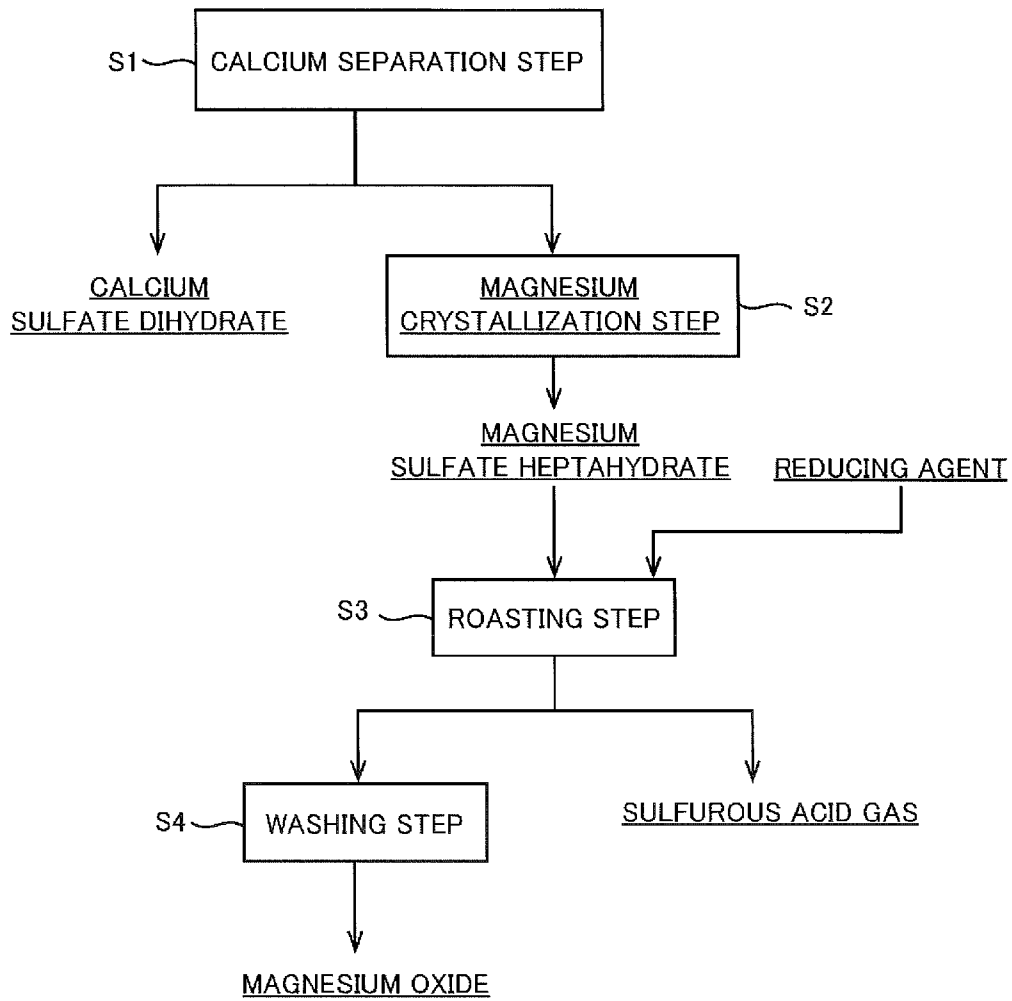 S1
CALCIUM SEPARATION STEP
CALCIUM
SULFATE DIHYDRATE
MAGNESIUM
CRYSTALLIZATION STEP
S2
MAGNESIUM
SULFATE HEPTAHYDRATE
REDUCING AGENT
S3
ROASTING STEP
S4
WASHING STEP
SULFUROUS ACID GAS
MAGNESIUM OXIDE